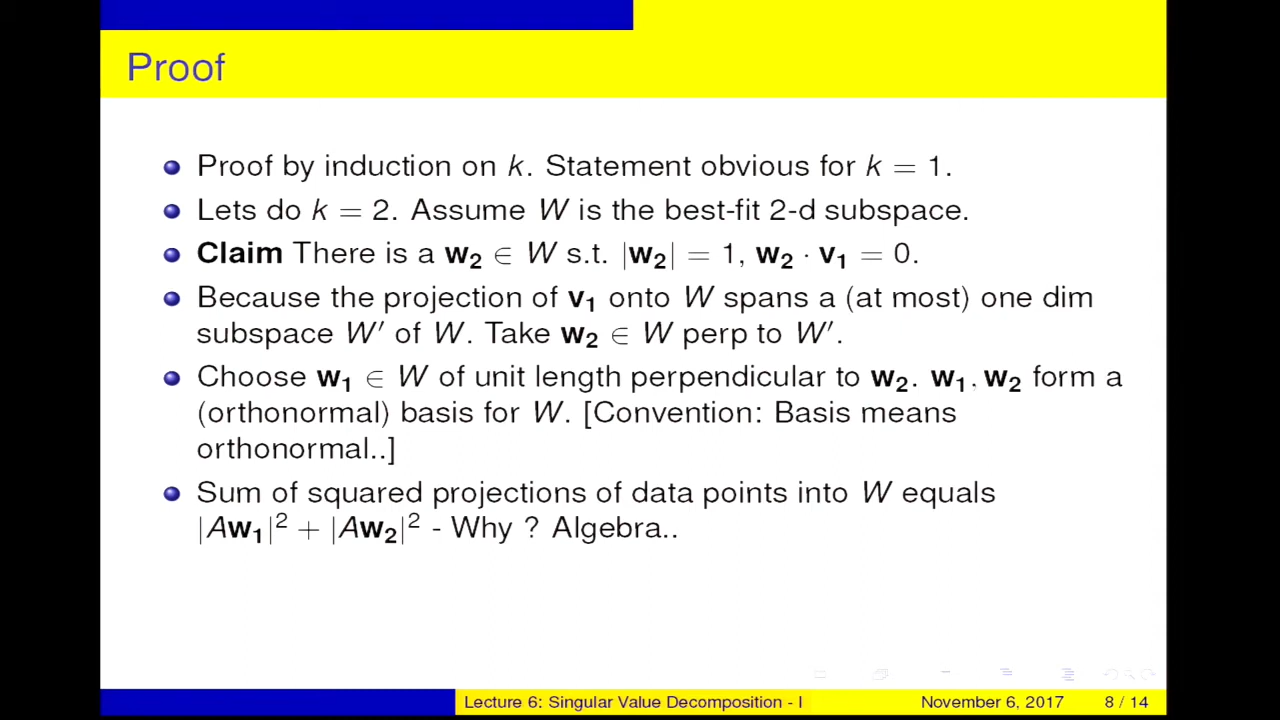 Proof
Proof by induction on k. Statement obvious for k = 1.
Lets do k = 2. Assume W is the best-fit 2-d subspace.
Claim There is a w₂ ∈ W s.t. |w₂| = 1, w₂ · v₁ = 0.
Because the projection of v₁ onto W spans a (at most) one dim
subspace W′ of W. Take w₂ ∈ W perp to W′.
Choose w₁ ∈ W of unit length perpendicular to w₂. w₁, w₂ form a
(orthonormal) basis for W. [Convention: Basis means
orthonormal..]
Sum of squared projections of data points into W equals
|Aw₁|² + |Aw₂|² - Why ? Algebra..
Lecture 6: Singular Value Decomposition - I November 6, 2017 8 / 14